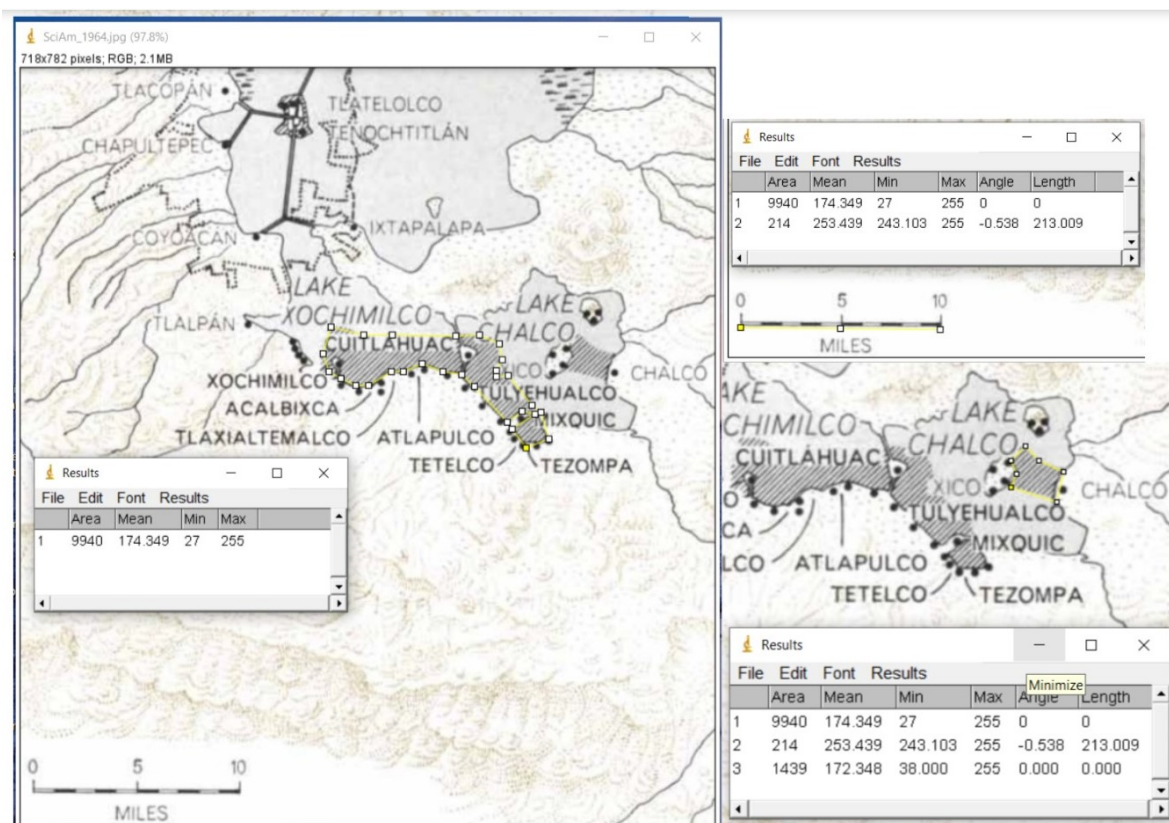 SciAm_1964.jpg (97.8%)
718x782 pixels; RGB; 2.1MB
TLACOPÁN
TLATELOLCO
TENOCHTITLÁN
CHAPULTEPEC
IXTAPALAPA
COYOACÁN
LAKE
XOCHIMILCO
LAKE
CHALCO
TLALPÁN
CUITLÁHUAC
XICO
CHALCO
XOCHIMILCO
TULYEHUALCO
ACALBIXCA
MIXQUIC
TLAXIALTEMALCO
ATLAPULCO
TETELCO
TEZOMPA
Results
File Edit Font Results
Area Mean Min Max
1 9940 174.349 27 255
0 5 10
MILES
Results
File Edit Font Results
Area Mean Min Max Angle Length
1 9940 174.349 27 255 0 0
2 214 253.439 243.103 255 -0.538 213.009
0 5 10
MILES
AKE
CHIMILCO
LAKE
CHALCO
CUITLÁHUAC
XICO
CHALCO
O
TULYEHUALCO
CA
MIXQUIC
LCO
ATLAPULCO
TETELCO
TEZOMPA
Results
File Edit Font Results
Minimize
Area Mean Min Max Angle Length
1 9940 174.349 27 255 0 0
2 214 253.439 243.103 255 -0.538 213.009
3 1439 172.348 38.000 255 0.000 0.000